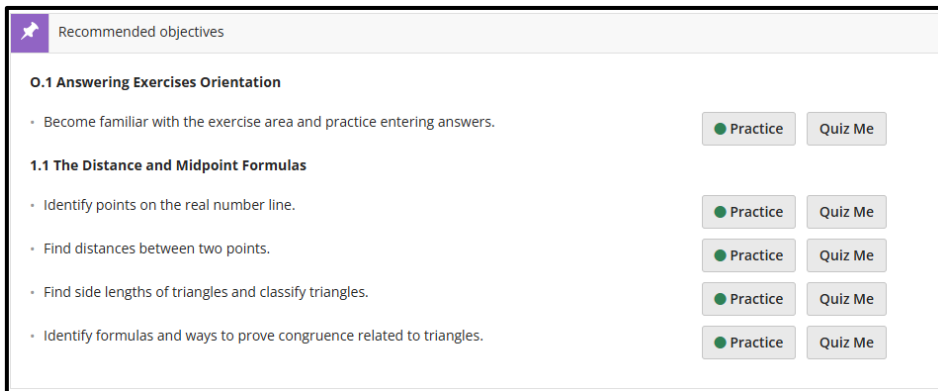 Recommended objectives
O.1 Answering Exercises Orientation
• Become familiar with the exercise area and practice entering answers. Practice Quiz Me
1.1 The Distance and Midpoint Formulas
• Identify points on the real number line. Practice Quiz Me
• Find distances between two points. Practice Quiz Me
• Find side lengths of triangles and classify triangles. Practice Quiz Me
• Identify formulas and ways to prove congruence related to triangles. Practice Quiz Me